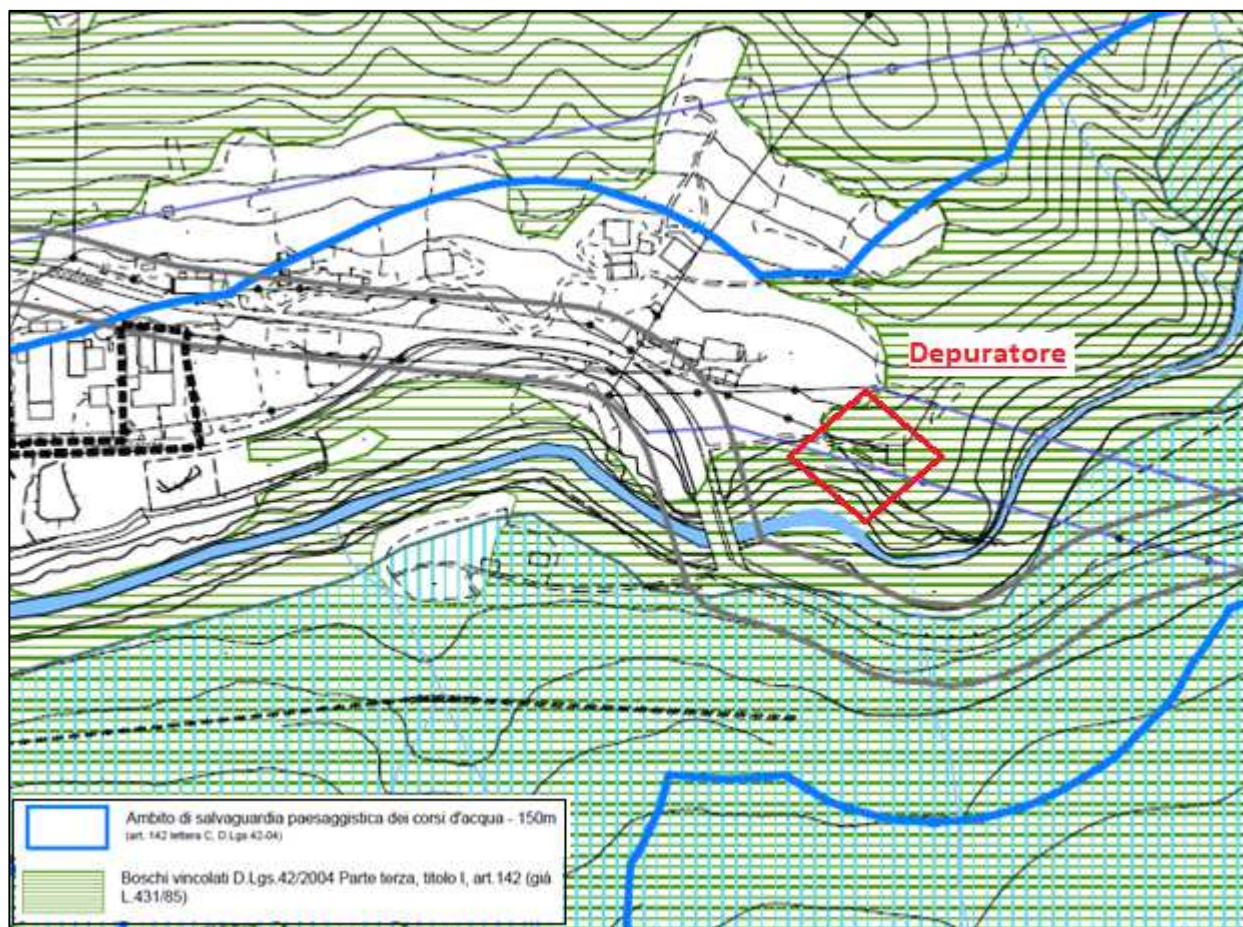 Depuratore
Ambito di salvaguardia paesaggistica dei corsi d'acqua - 150m
(art. 142 lettera C, D.Lgs 42-04)
Boschi vincolati D.Lgs.42/2004 Parte terza, titolo I, art.142 (già
L.431/85)